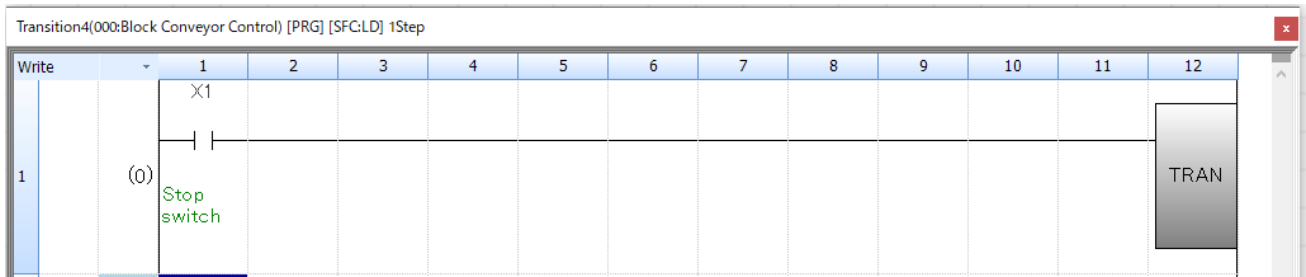 Transition4(000:Block Conveyor Control) [PRG] [SFC:LD] 1Step
x
Write 1 2 3 4 5 6 7 8 9 10 11 12
X1
1 (0) TRAN
Stop
switch